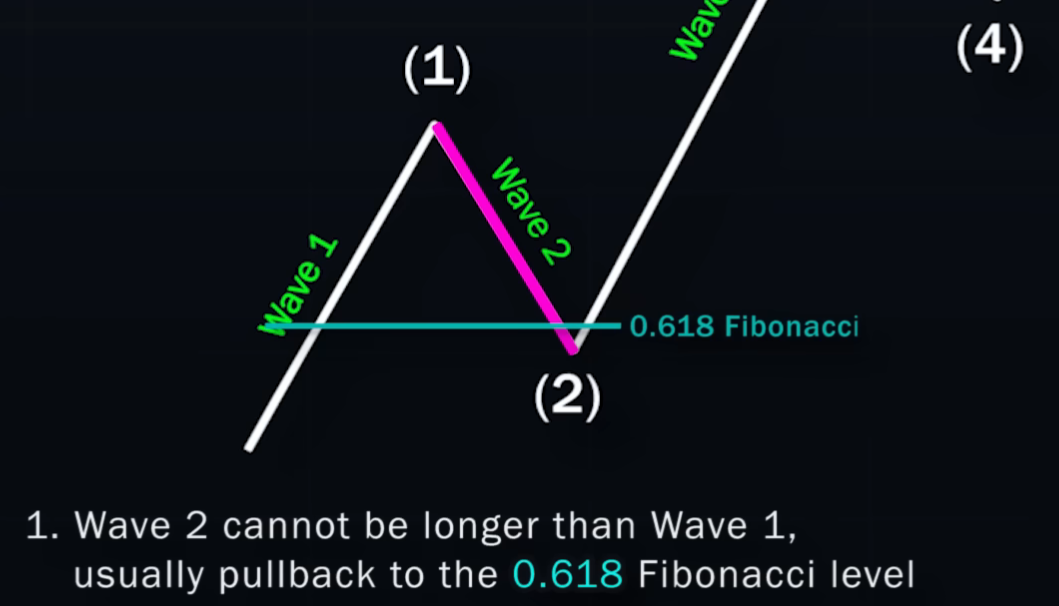 Wave
(4)
(1)
Wave 2
Wave 1
0.618 Fibonacci
(2)
1. Wave 2 cannot be longer than Wave 1,
usually pullback to the 0.618 Fibonacci level